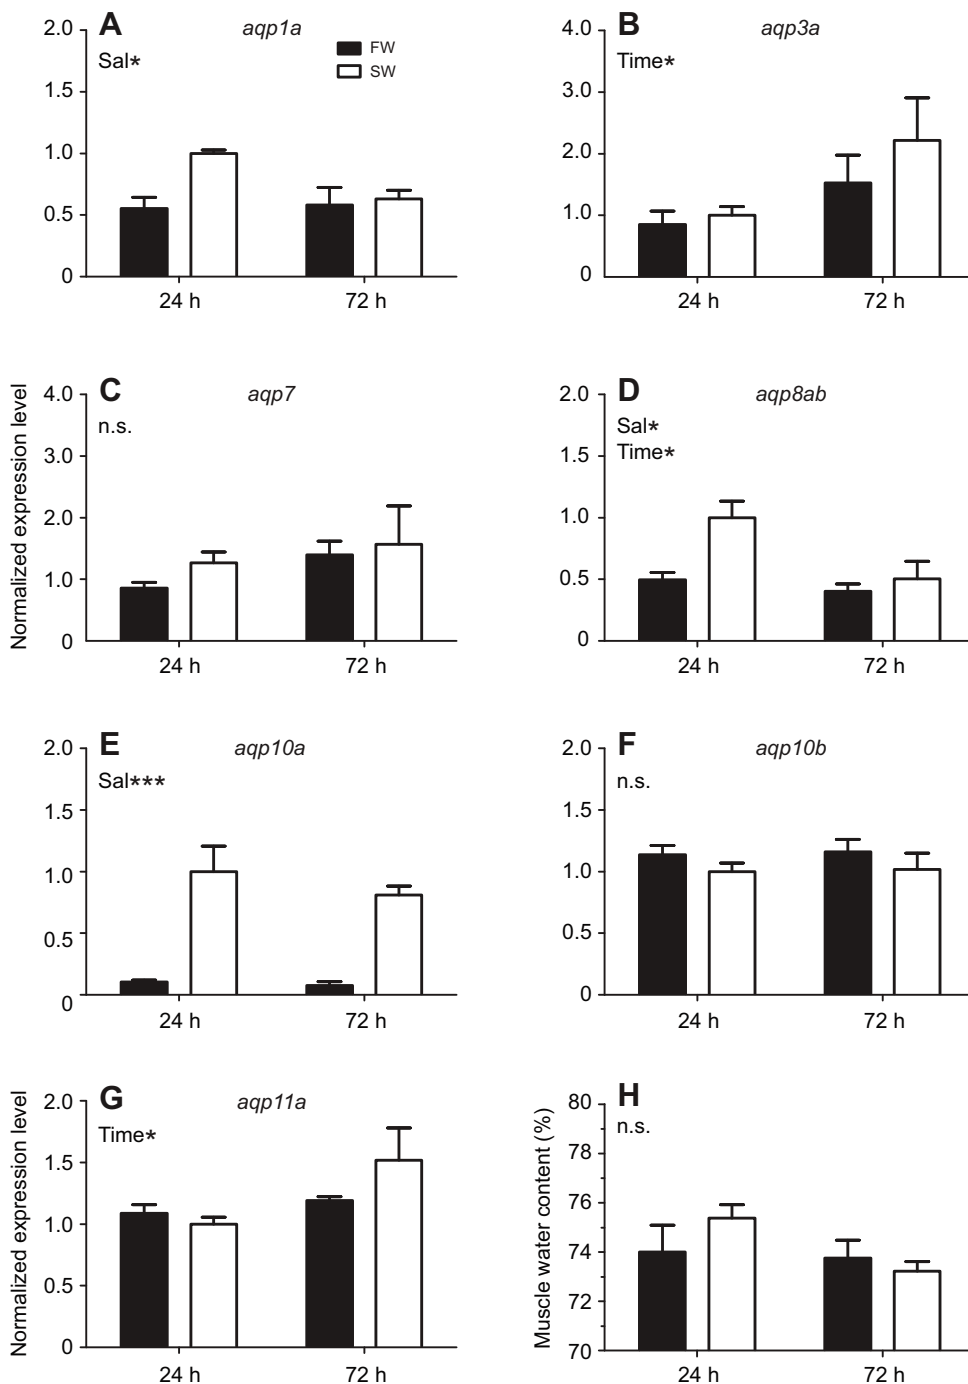 A
aqp1a
Sal*
FW
SW
2.0
1.5
1.0
0.5
0
24 h
72 h
B
aqp3a
Time*
4.0
3.0
2.0
1.0
0
24 h
72 h
Normalized expression level
C
aqp7
n.s.
4.0
3.0
2.0
1.0
0
24 h
72 h
D
aqp8ab
Sal*
Time*
2.0
1.5
1.0
0.5
0
24 h
72 h
E
aqp10a
Sal***
2.0
1.5
1.0
0.5
0
24 h
72 h
F
aqp10b
n.s.
2.0
1.5
1.0
0.5
0
24 h
72 h
Normalized expression level
G
aqp11a
Time*
2.0
1.5
1.0
0.5
0
24 h
72 h
Muscle water content (%)
H
n.s.
80
78
76
74
72
70
24 h
72 h